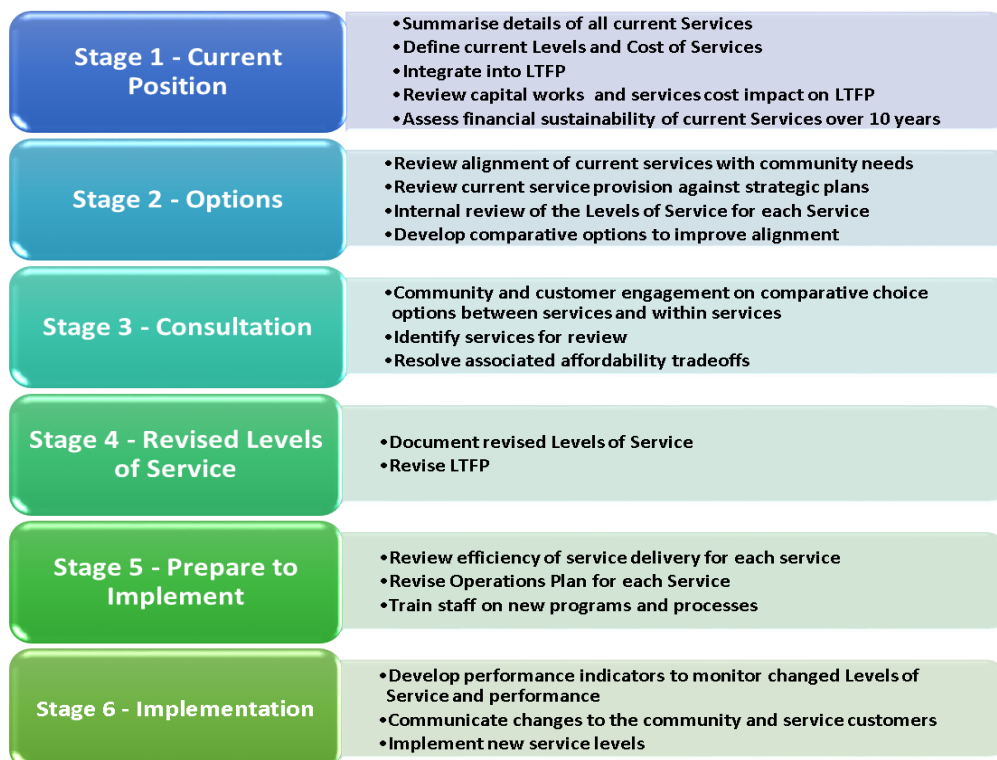 Stage 1 - Current
Position
•Summarise details of all current Services
•Define current Levels and Cost of Services
•Integrate into LTFP
•Review capital works and services cost impact on LTFP
•Assess financial sustainability of current Services over 10 years
Stage 2 - Options
•Review alignment of current services with community needs
•Review current service provision against strategic plans
•Internal review of the Levels of Service for each Service
•Develop comparative options to improve alignment
Stage 3 - Consultation
•Community and customer engagement on comparative choice
options between services and within services
•Identify services for review
•Resolve associated affordability tradeoffs
Stage 4 - Revised Levels
of Service
•Document revised Levels of Service
•Revise LTFP
Stage 5 - Prepare to
Implement
•Review efficiency of service delivery for each service
•Revise Operations Plan for each Service
•Train staff on new programs and processes
Stage 6 - Implementation
•Develop performance indicators to monitor changed Levels of
Service and performance
•Communicate changes to the community and service customers
•Implement new service levels